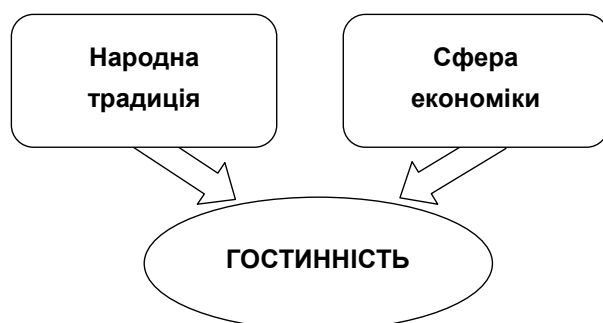 Народна
традиція
Сфера
економіки
ГОСТИННІСТЬ